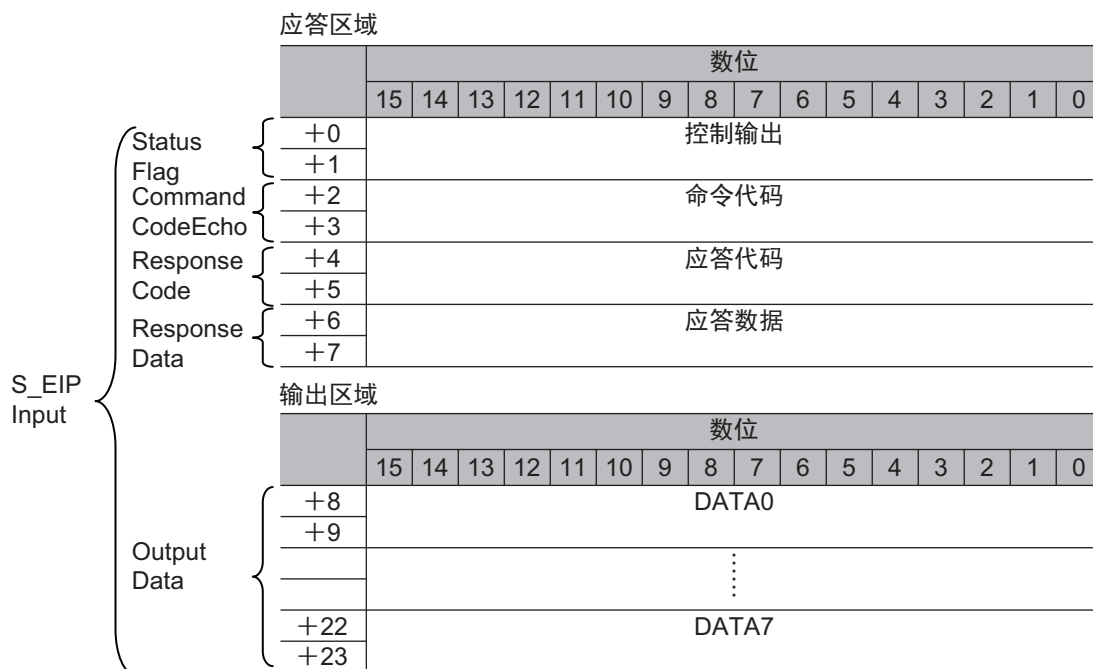 应答区域
数位
15 14 13 12 11 10 9 8 7 6 5 4 3 2 1 0
Status
Flag
+0 控制输出
+1
Command
CodeEcho
+2 命令代码
+3
Response
Code
+4 应答代码
+5
Response
Data
+6 应答数据
+7
S_EIP
Input
输出区域
数位
15 14 13 12 11 10 9 8 7 6 5 4 3 2 1 0
+8 DATA0
+9
Output
Data
+22 DATA7
+23